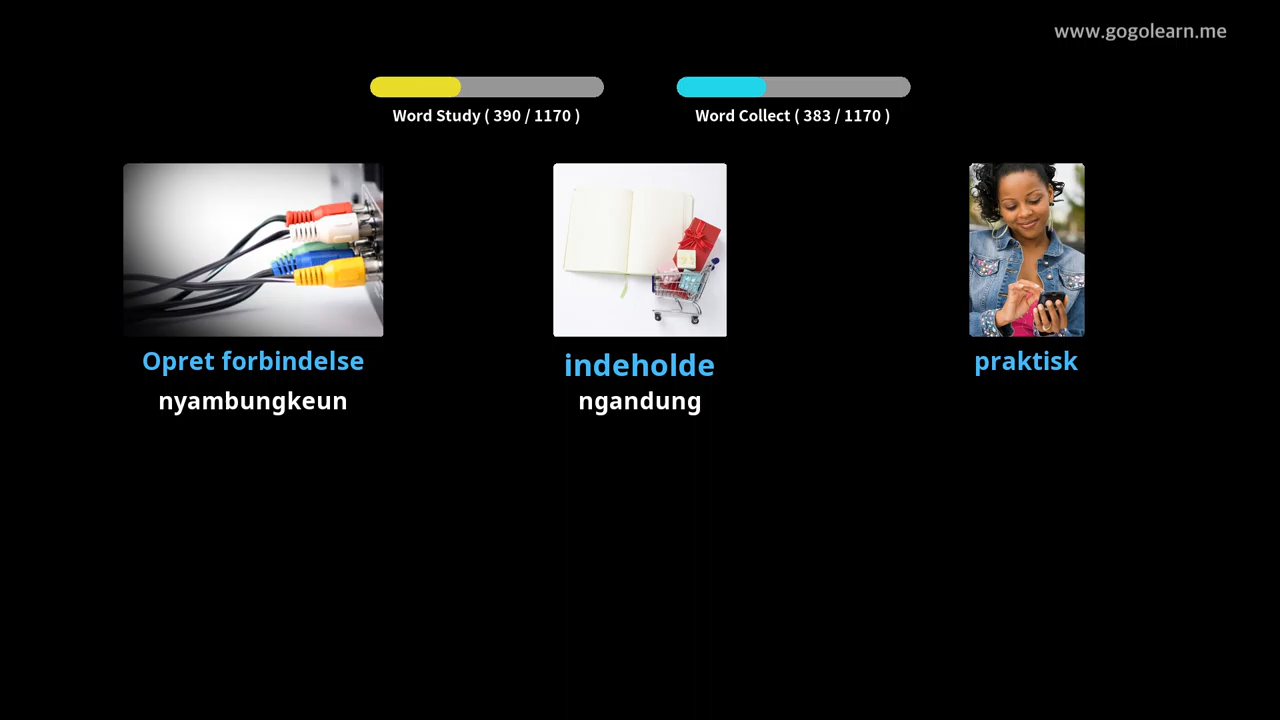 www.gogolearn.me
Word Study ( 390 / 1170 )
Word Collect ( 383 / 1170 )
Opret forbindelse
nyambungkeun
indeholde
ngandung
praktisk